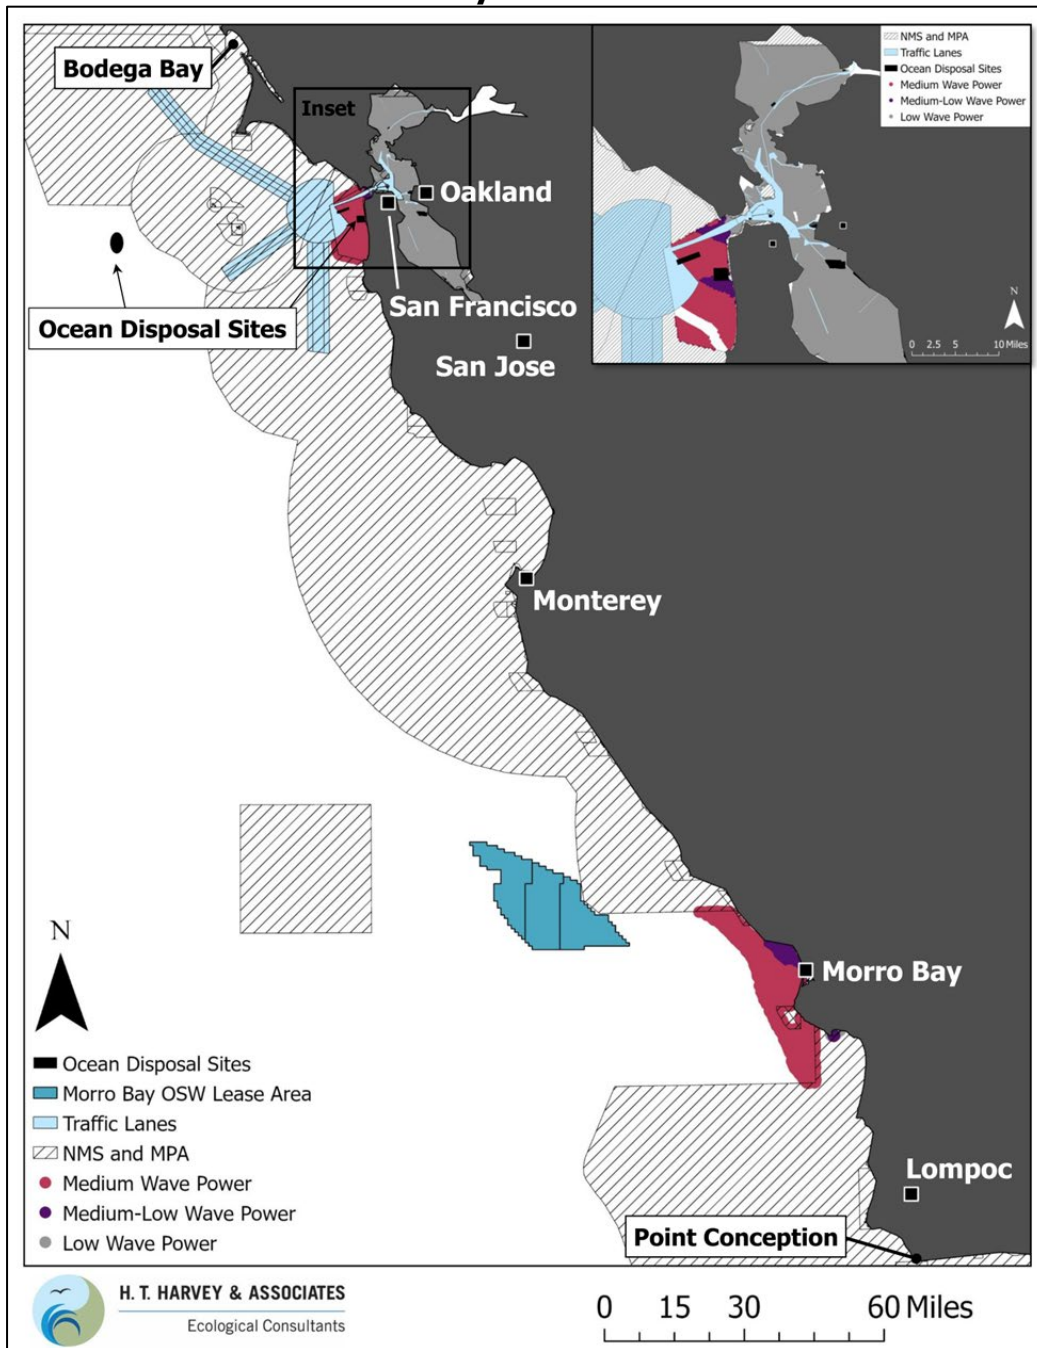 Bodega Bay
Inset
Oakland
San Francisco
San Jose
Ocean Disposal Sites
NMS and MPA
Traffic Lanes
Ocean Disposal Sites
Medium Wave Power
Medium-Low Wave Power
Low Wave Power
N
0 2.5 5 10 Miles
Monterey
Morro Bay
Lompoc
Point Conception
N
Ocean Disposal Sites
Morro Bay OSW Lease Area
Traffic Lanes
NMS and MPA
Medium Wave Power
Medium-Low Wave Power
Low Wave Power
H. T. HARVEY & ASSOCIATES
Ecological Consultants
0 15 30 60 Miles